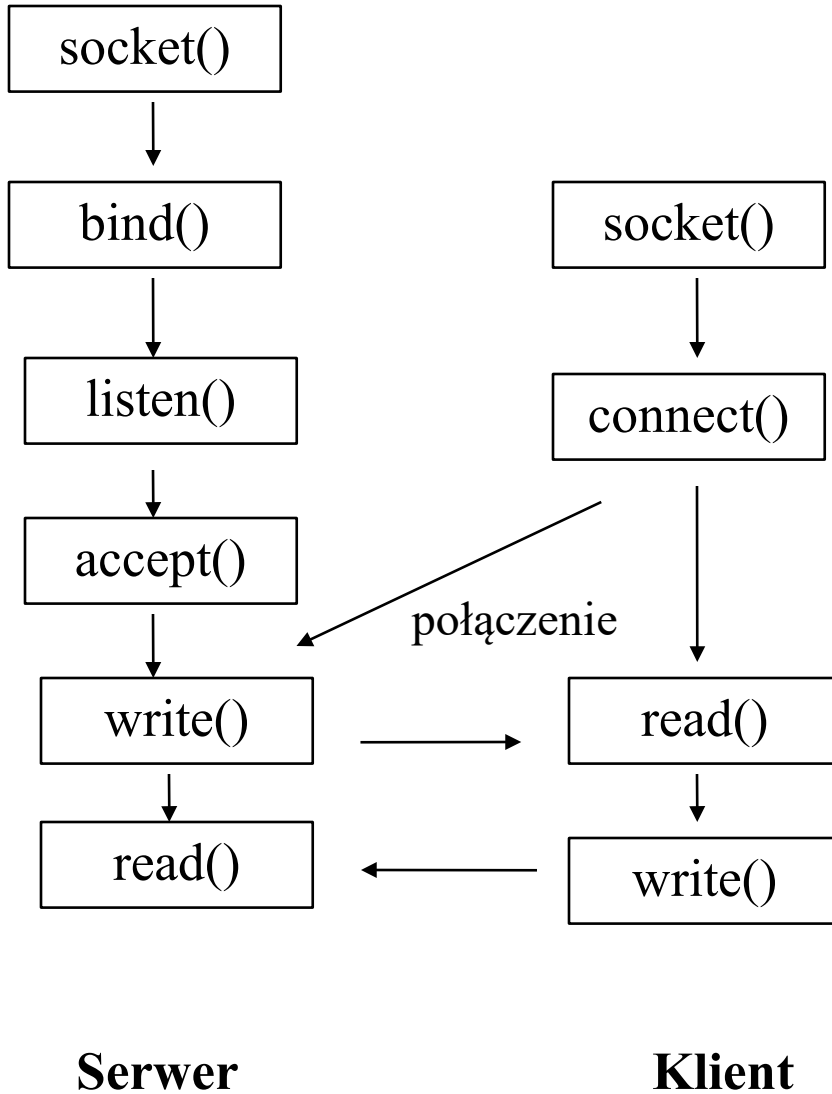 socket()
bind()
socket()
listen()
connect()
accept()
połączenie
write()
read()
read()
write()
Serwer
Klient